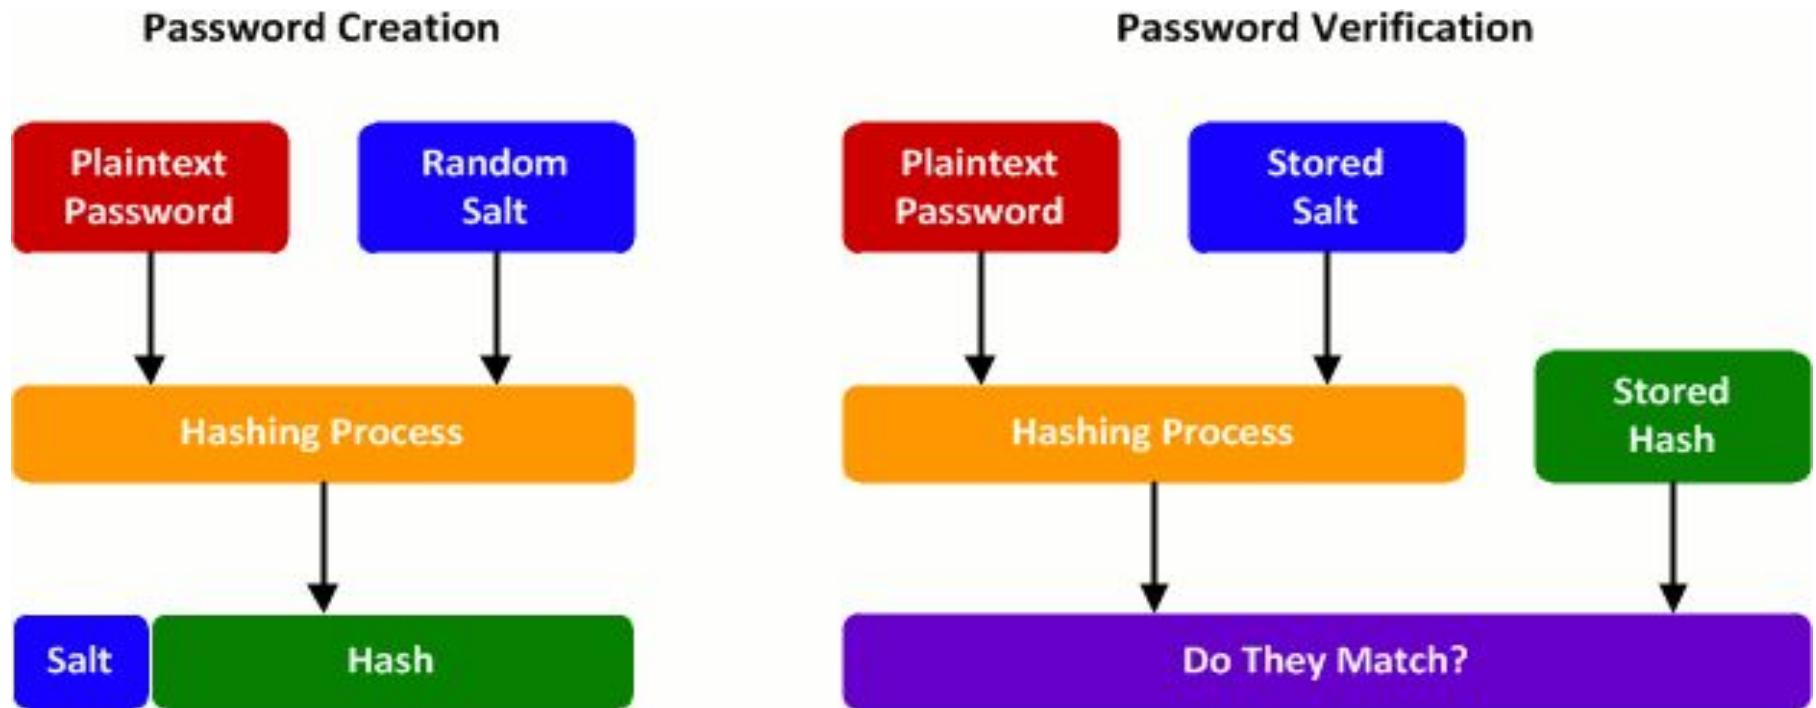 Password Creation
Plaintext
Password
Random
Salt
Hashing Process
Salt
Hash
Password Verification
Plaintext
Password
Stored
Salt
Hashing Process
Stored
Hash
Do They Match?